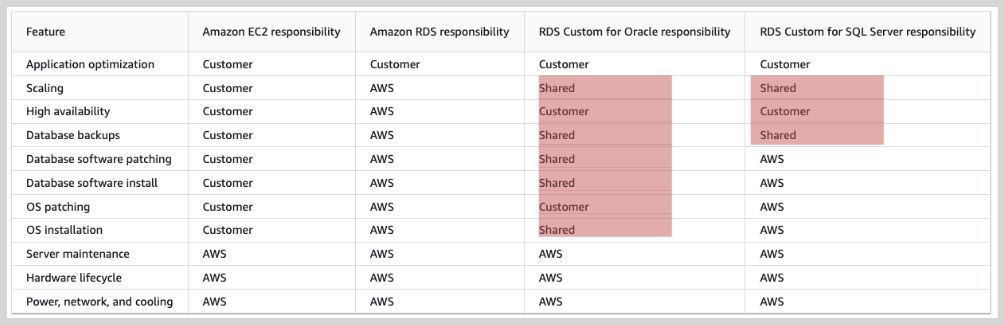 Feature Amazon EC2 responsibility Amazon RDS responsibility RDS Custom for Oracle responsibility RDS Custom for SQL Server responsibility
Application optimization Customer Customer Customer Customer
Scaling Customer AWS Shared Shared
High availability Customer AWS Customer Customer
Database backups Customer AWS Shared Shared
Database software patching Customer AWS Shared AWS
Database software install Customer AWS Shared AWS
OS patching Customer AWS Customer AWS
OS installation Customer AWS Shared AWS
Server maintenance AWS AWS AWS AWS
Hardware lifecycle AWS AWS AWS AWS
Power, network, and cooling AWS AWS AWS AWS